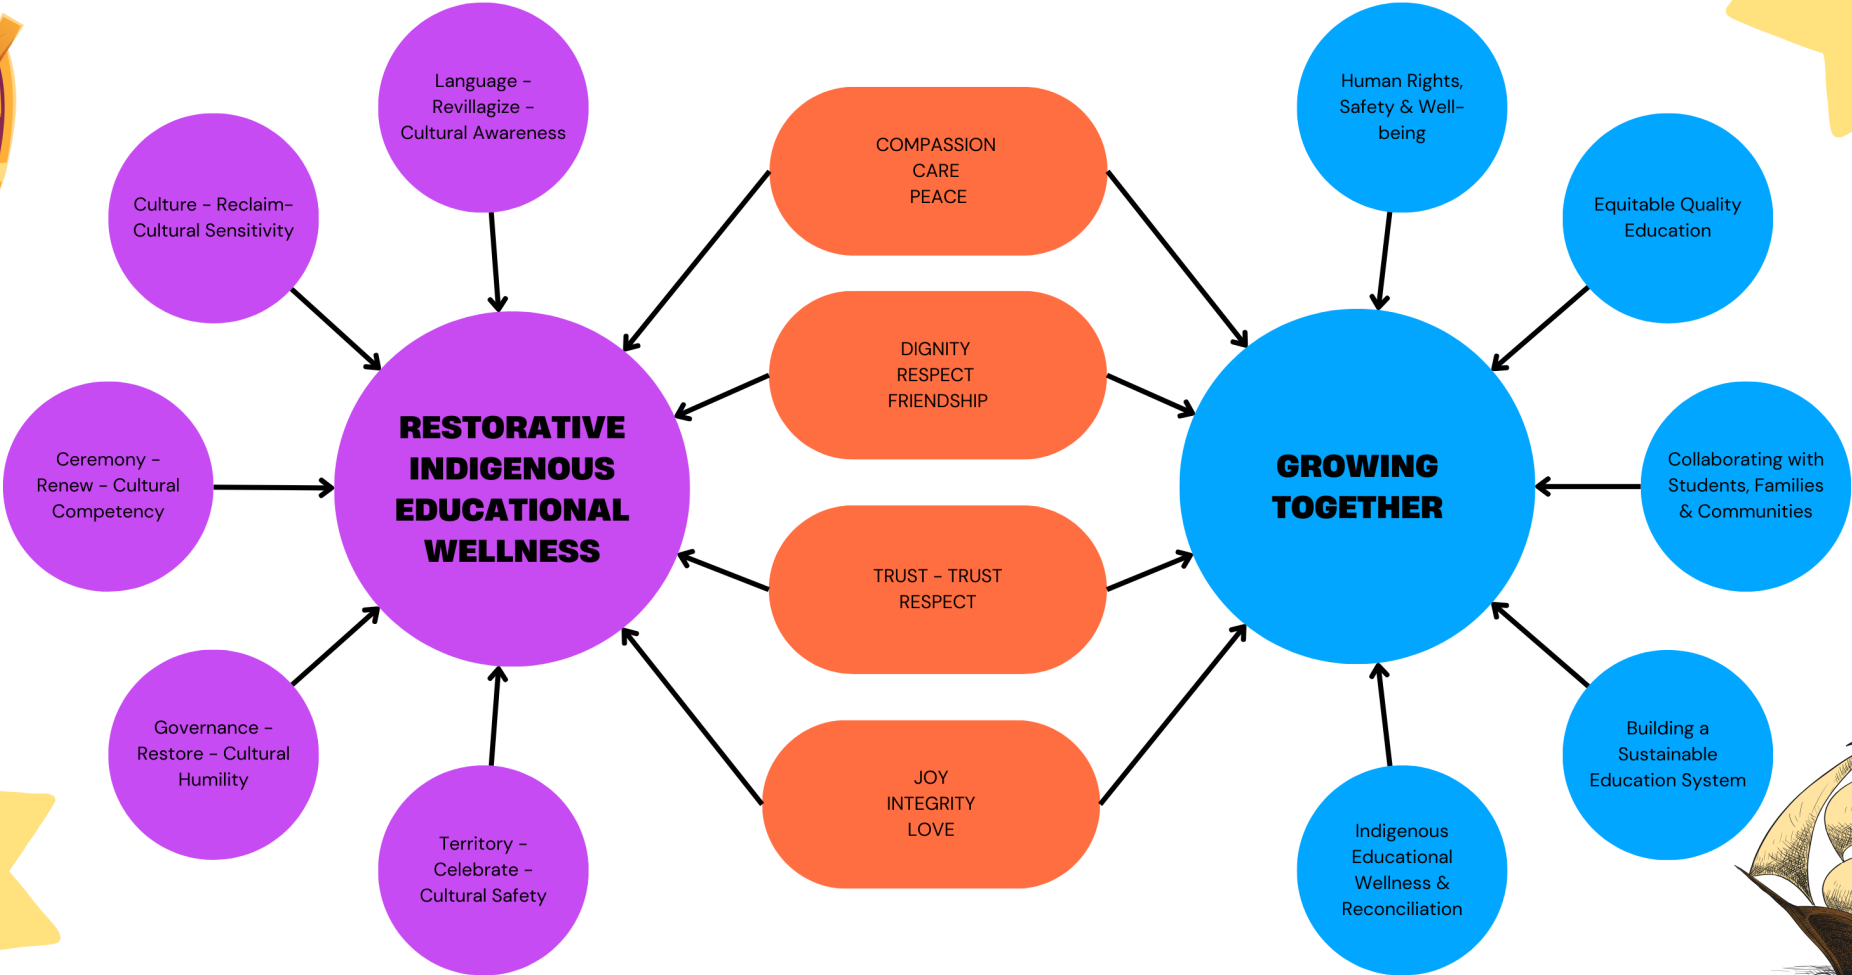 Language -
Revillagize -
Cultural Awareness
Culture - Reclaim-
Cultural Sensitivity
Ceremony -
Renew - Cultural
Competency
Governance -
Restore - Cultural
Humility
Territory -
Celebrate -
Cultural Safety
RESTORATIVE
INDIGENOUS
EDUCATIONAL
WELLNESS
COMPASSION
CARE
PEACE
DIGNITY
RESPECT
FRIENDSHIP
TRUST - TRUST
RESPECT
JOY
INTEGRITY
LOVE
GROWING
TOGETHER
Human Rights,
Safety & Well-
being
Equitable Quality
Education
Collaborating with
Students, Families
& Communities
Building a
Sustainable
Education System
Indigenous
Educational
Wellness &
Reconciliation